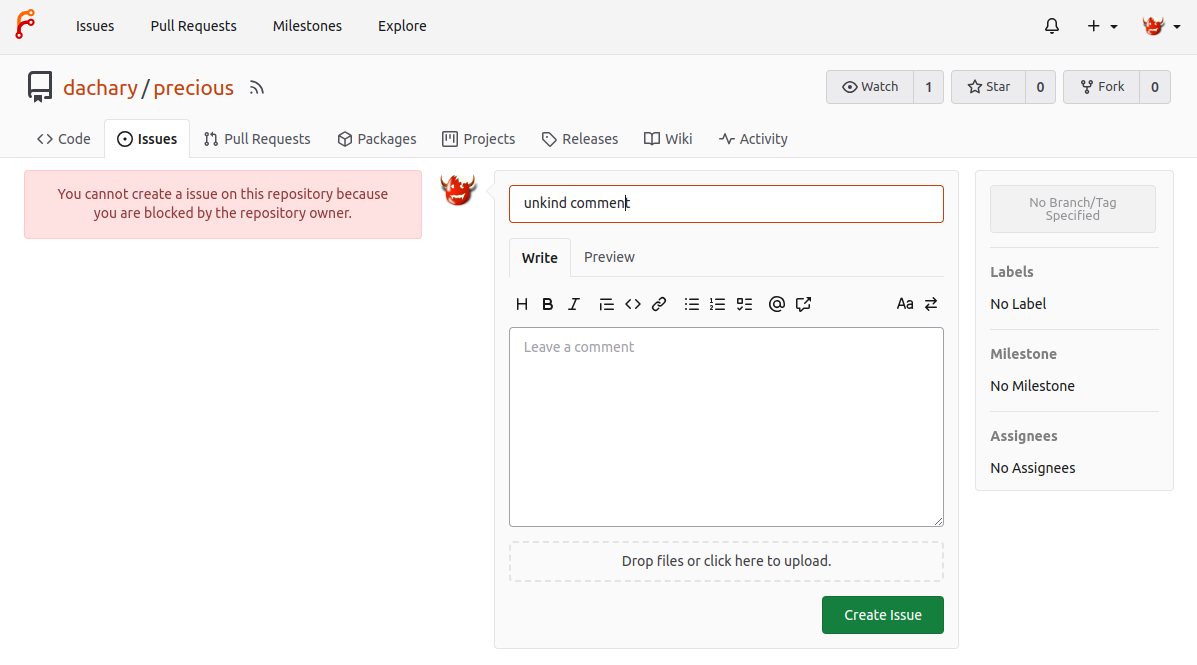 Issues Pull Requests Milestones Explore
dachary / precious
Watch 1 Star 0 Fork 0
Code Issues Pull Requests Packages Projects Releases Wiki Activity
You cannot create a issue on this repository because
you are blocked by the repository owner.
unkind comment
Write Preview
H B I @ Aa
Leave a comment
Drop files or click here to upload.
Create Issue
No Branch/Tag
Specified
Labels
No Label
Milestone
No Milestone
Assignees
No Assignees